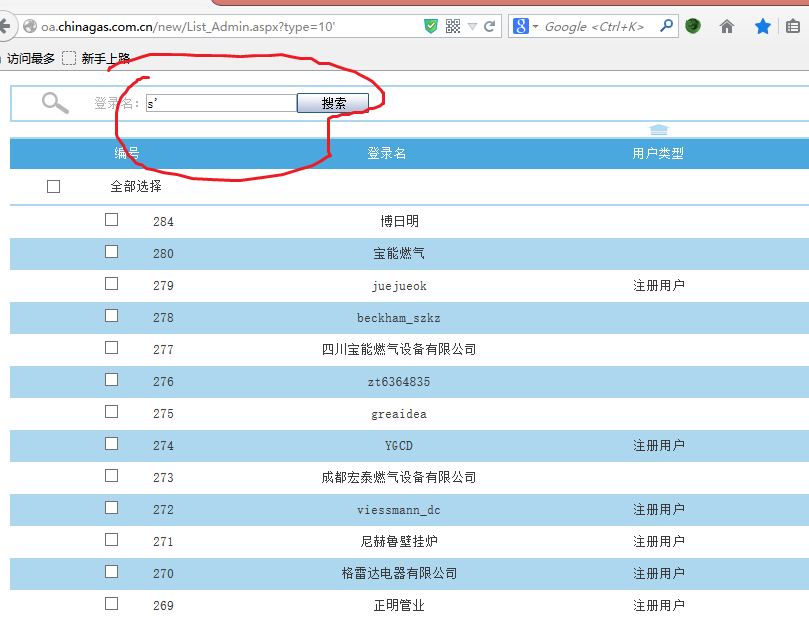 oa.chinagas.com.cn/new/List_Admin.aspx?type=10' Google <Ctrl+K>
访问最多 新手上路
登录名: s' 搜索
编号 登录名 用户类型
全部选择
284 博日明
280 宝能燃气
279 juejueok 注册用户
278 beckham_szkz
277 四川宝能燃气设备有限公司
276 zt6364835
275 greaidea
274 YGCD 注册用户
273 成都宏泰燃气设备有限公司
272 viessmann_dc 注册用户
271 尼赫鲁壁挂炉 注册用户
270 格雷达电器有限公司 注册用户
269 正明管业 注册用户